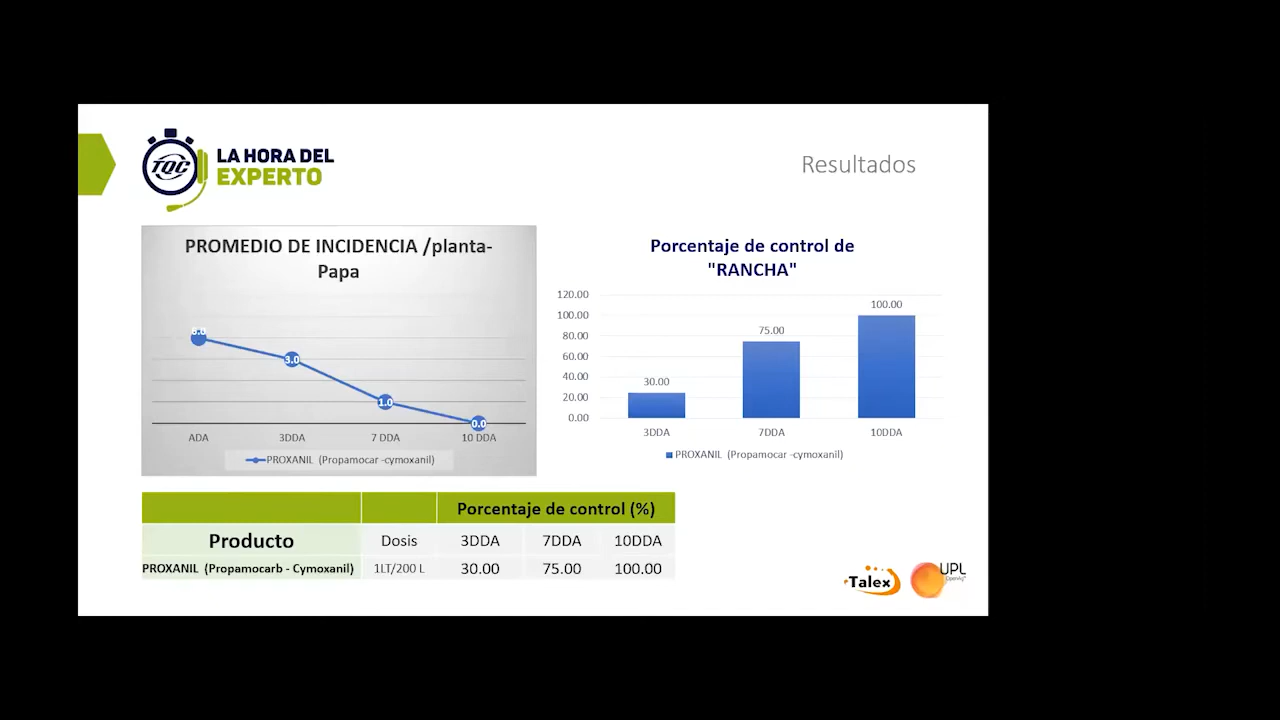 TQC
LA HORA DEL
EXPERTO
Resultados
PROMEDIO DE INCIDENCIA /planta-
Papa
3.0
1.0
0.0
ADA 3DDA 7 DDA 10 DDA
PROXANIL (Propamocar -cymoxanil)
Porcentaje de control de
"RANCHA"
120.00
100.00
80.00
60.00
40.00
20.00
0.00
30.00
75.00
100.00
3DDA 7DDA 10DDA
PROXANIL (Propamocar -cymoxanil)
Porcentaje de control (%)
Producto Dosis 3DDA 7DDA 10DDA
PROXANIL (Propamocarb - Cymoxanil) 1LT/200 L 30.00 75.00 100.00
Talex
UPL
OpenAg